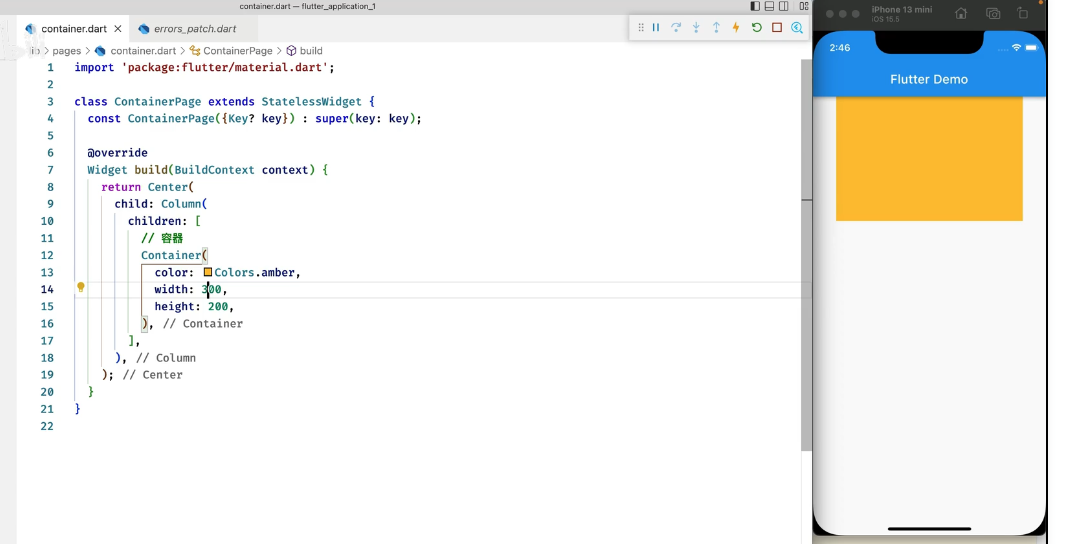 container.dart — flutter_application_1
container.dart
errors_patch.dart
lib > pages > container.dart > ContainerPage > build
1 import 'package:flutter/material.dart';
2
3 class ContainerPage extends StatelessWidget {
4 const ContainerPage({Key? key}) : super(key: key);
5
6 @override
7 Widget build(BuildContext context) {
8 return Center(
9 child: Column(
10 children: [
11 // 容器
12 Container(
13 color: Colors.amber,
14 width: 300,
15 height: 200,
16 ), // Container
17 ],
18 ), // Column
19 ); // Center
20 }
21 }
22
iPhone 13 mini
iOS 15.5
2:46
Flutter Demo